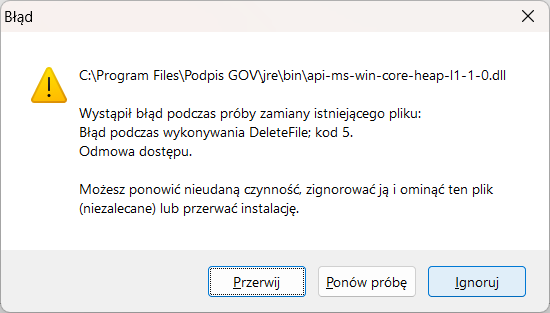 Błąd
C:\Program Files\Podpis GOV\jre\bin\api-ms-win-core-heap-l1-1-0.dll
Wystąpił błąd podczas próby zamiany istniejącego pliku:
Błąd podczas wykonywania DeleteFile; kod 5.
Odmowa dostępu.
Możesz ponowić nieudaną czynność, zignorować ją i ominąć ten plik
(niezalecane) lub przerwać instalację.
Przerwij
Ponów próbę
Ignoruj